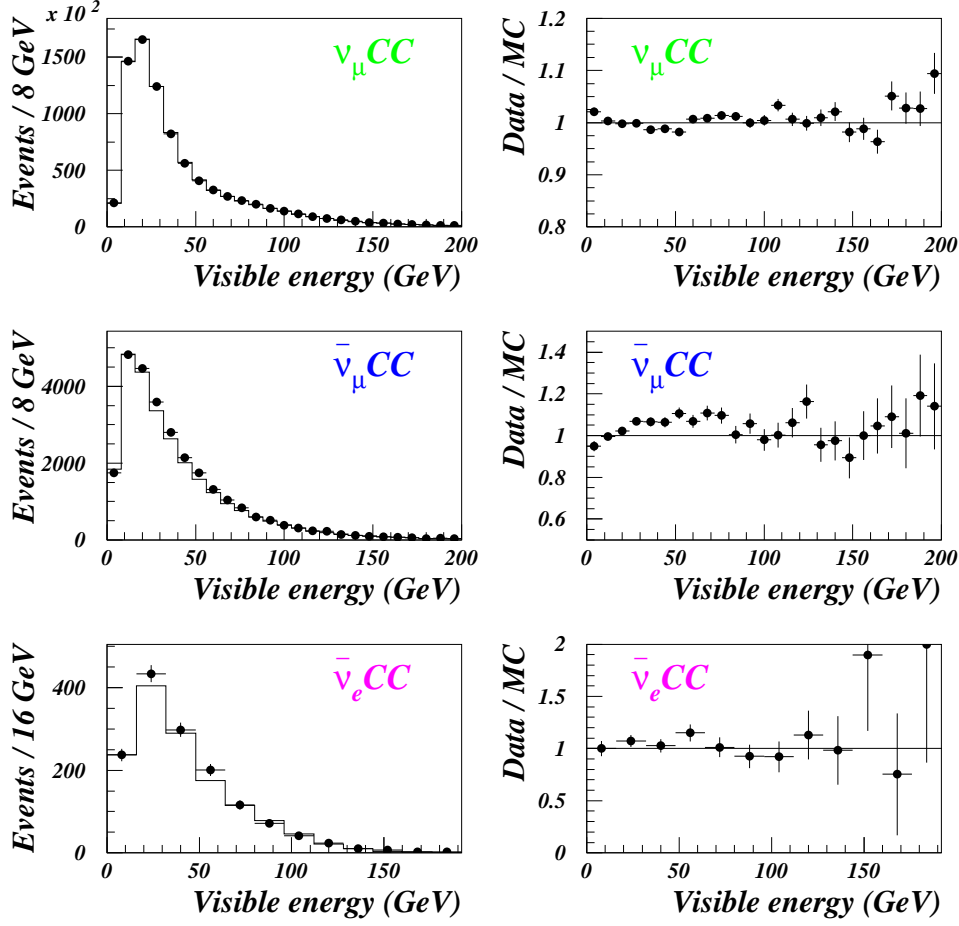 x 10 2
Events / 8 GeV
1500
1000
500
0
0 50 100 150 200
Visible energy (GeV)
νμCC
Data / MC
1.2
1.1
1
0.9
0.8
0 50 100 150 200
Visible energy (GeV)
νμCC
Events / 8 GeV
4000
2000
0
0 50 100 150 200
Visible energy (GeV)
ν̄μCC
Data / MC
1.4
1.2
1
0.8
0.6
0 50 100 150 200
Visible energy (GeV)
ν̄μCC
Events / 16 GeV
400
200
0
0 50 100 150
Visible energy (GeV)
ν̄eCC
Data / MC
2
1.5
1
0.5
0
0 50 100 150
Visible energy (GeV)
ν̄eCC